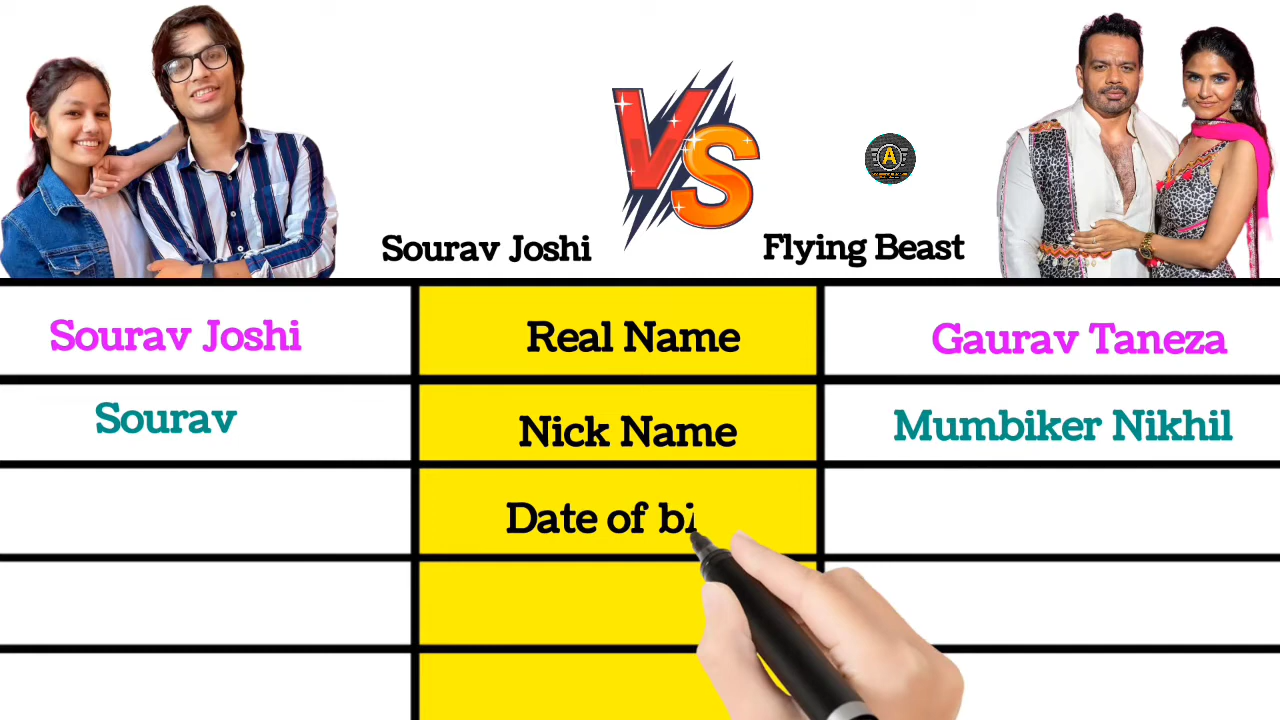 VS
A
Sourav Joshi
Flying Beast
Sourav Joshi Real Name Gaurav Taneza
Sourav Nick Name Mumbiker Nikhil
Date of bi